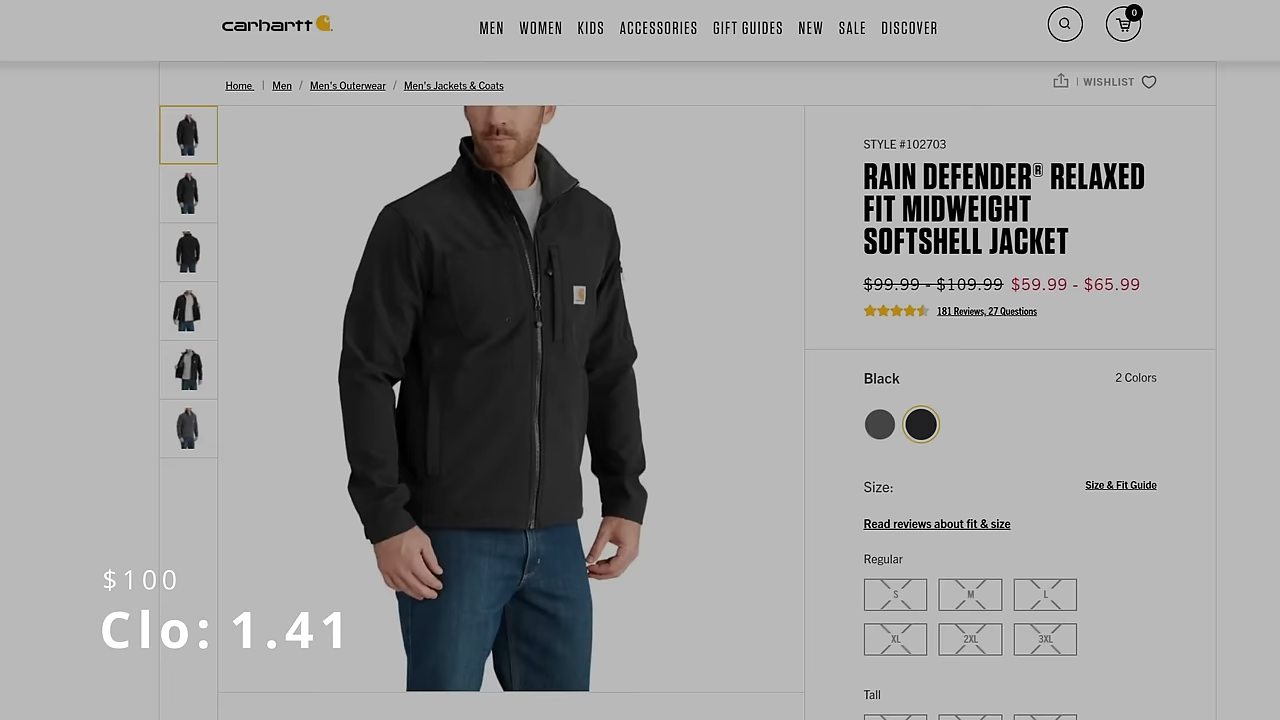 carhartt
MEN WOMEN KIDS ACCESSORIES GIFT GUIDES NEW SALE DISCOVER
0
Home | Men / Men's Outerwear / Men's Jackets & Coats
| WISHLIST
STYLE #102703
RAIN DEFENDER® RELAXED
FIT MIDWEIGHT
SOFTSHELL JACKET
$99.99 - $109.99 $59.99 - $65.99
181 Reviews, 27 Questions
Black
2 Colors
Size:
Size & Fit Guide
Read reviews about fit & size
Regular
S M L
XL 2XL 3XL
Tall
$100
Clo: 1.41